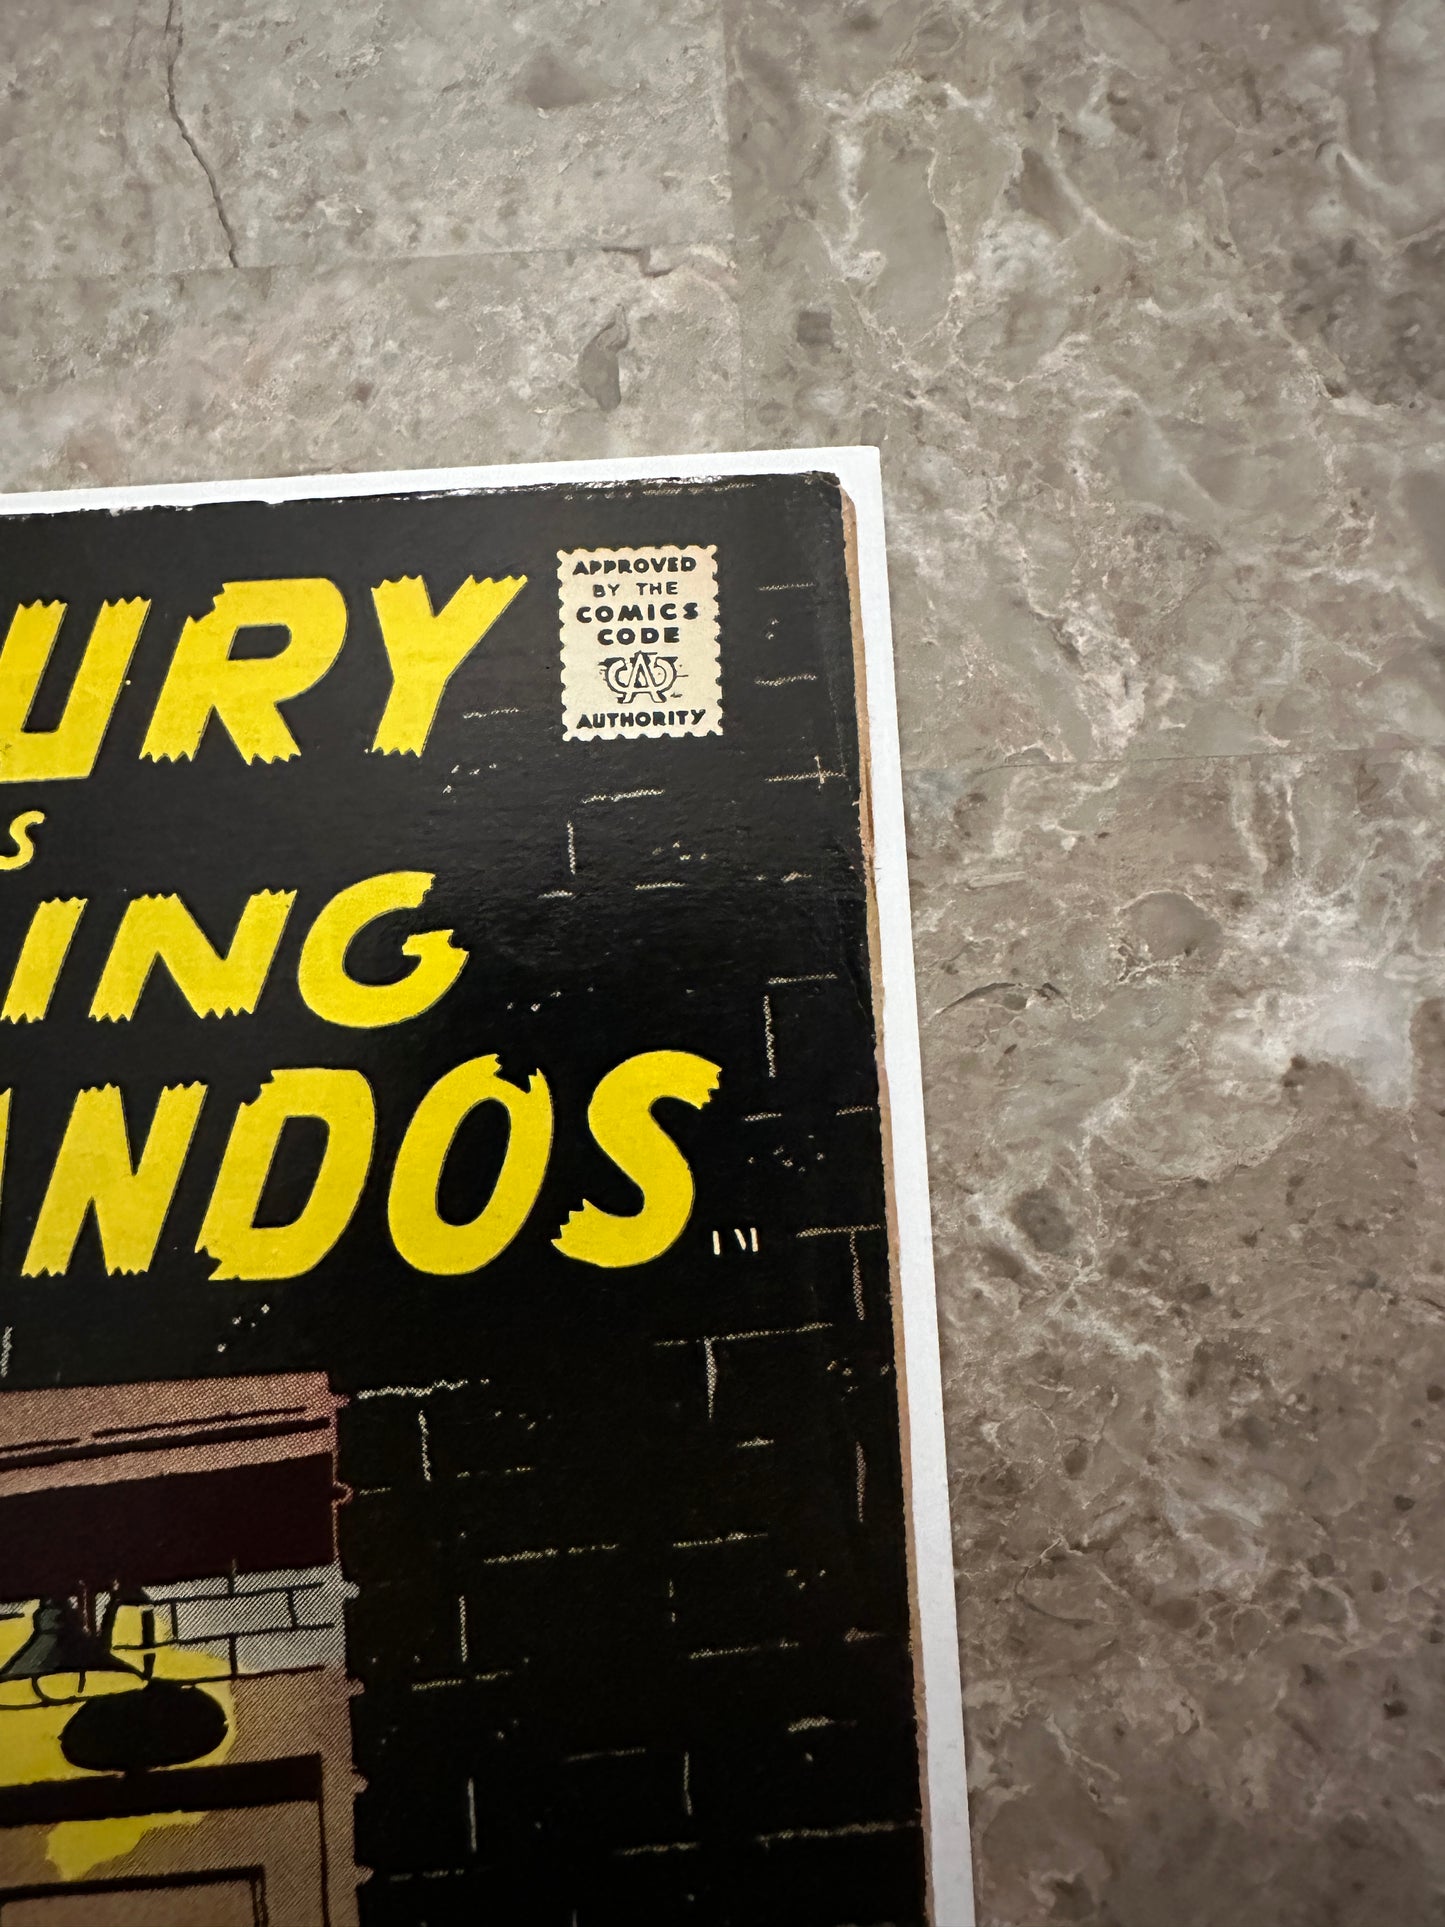 URY
APPROVED
BY THE
COMICS
CODE
CA
AUTHORITY
S
ING
NDOS
TM